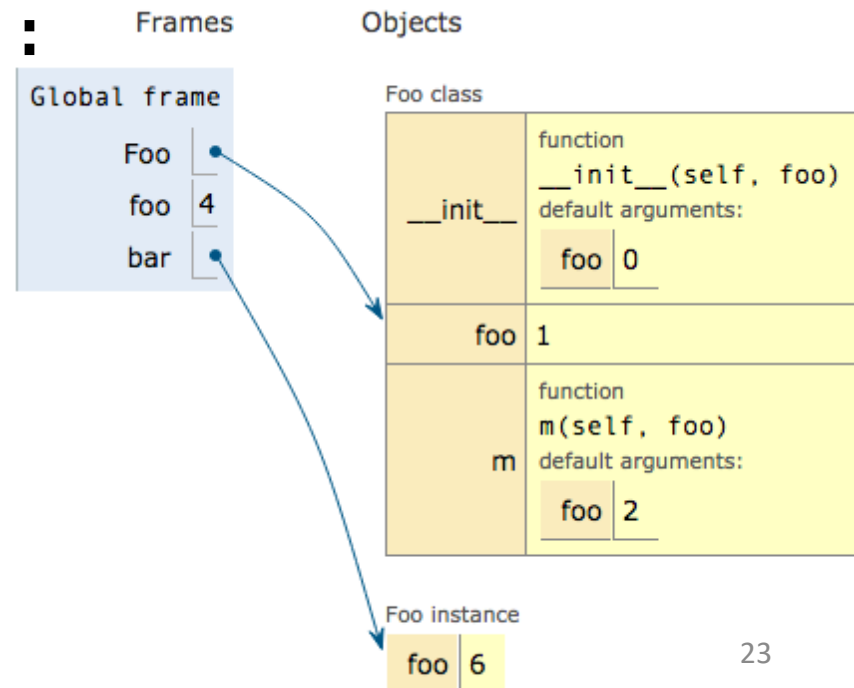 :
Frames Objects
Global frame
Foo
foo 4
bar
Foo class
__init__
function
__init__(self, foo)
default arguments:
foo 0
foo 1
m
function
m(self, foo)
default arguments:
foo 2
Foo instance
foo 6
23